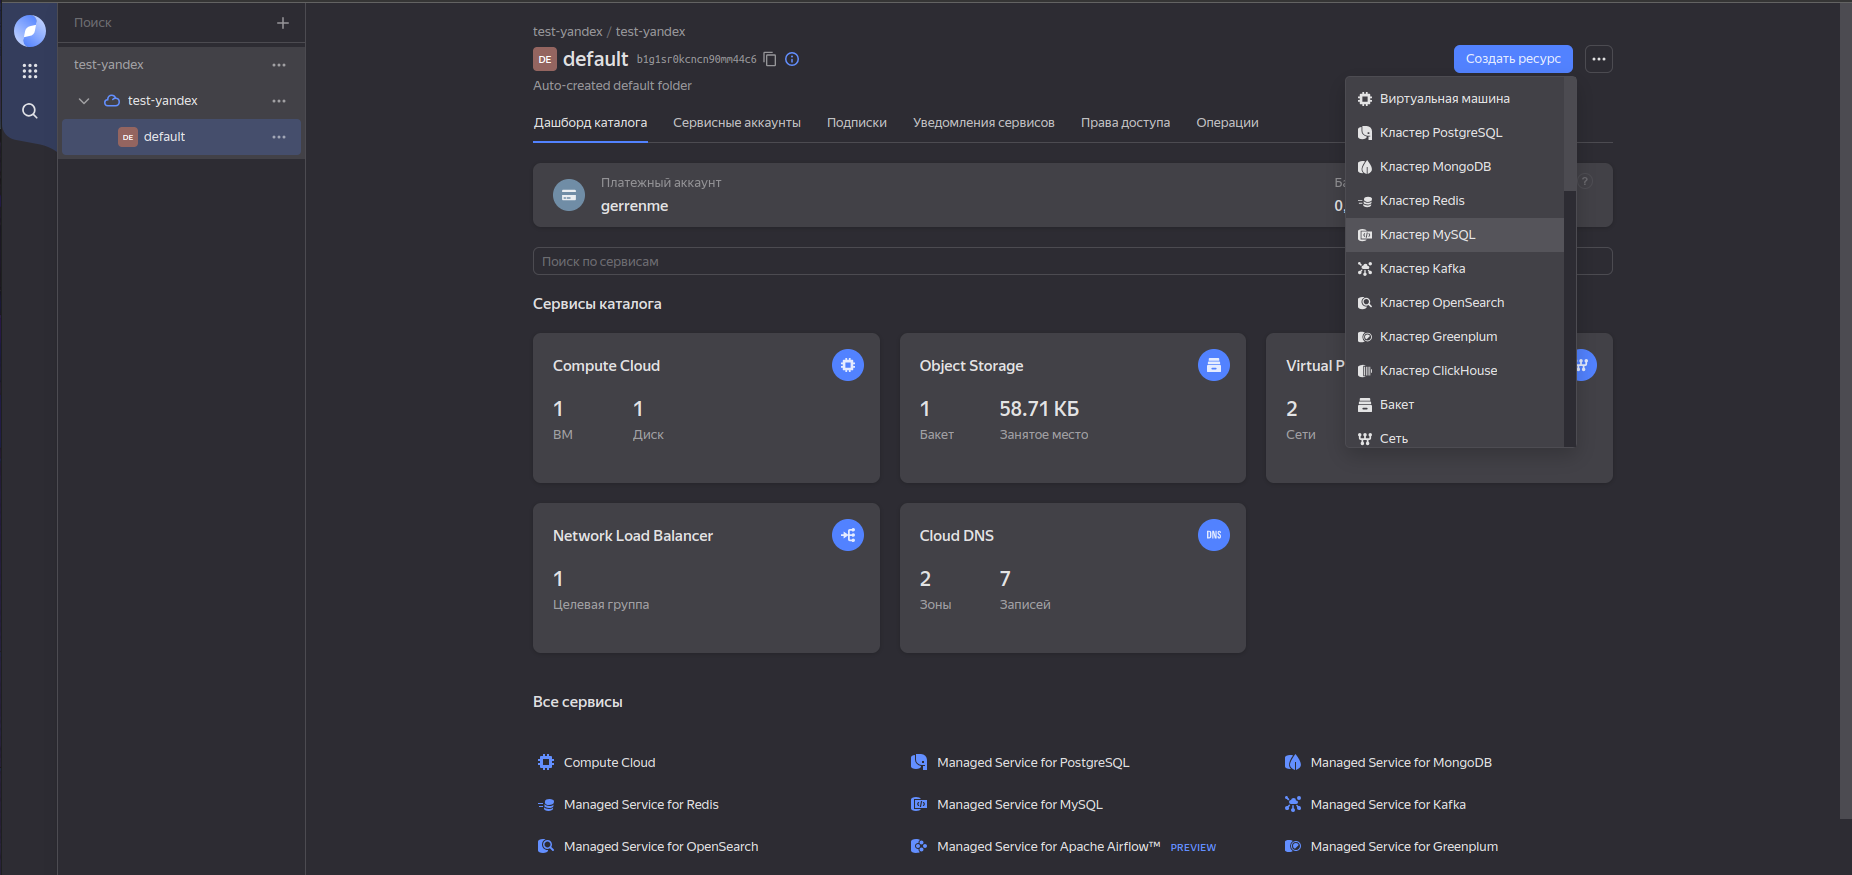 Поиск
test-yandex
test-yandex
DE default
test-yandex / test-yandex
DE default b1g1sr0kcncn90mm44c6
Создать ресурс
Auto-created default folder
Дашборд каталога Сервисные аккаунты Подписки Уведомления сервисов Права доступа Операции
Виртуальная машина
Кластер PostgreSQL
Кластер MongoDB
Кластер Redis
Кластер MySQL
Кластер Kafka
Кластер OpenSearch
Кластер Greenplum
Кластер ClickHouse
Бакет
Сеть
Платежный аккаунт
gerrenme
Ба
0,
?
Поиск по сервисам
Сервисы каталога
Compute Cloud
1 1
ВМ Диск
Object Storage
1 58.71 КБ
Бакет Занятое место
Virtual P
2
Сети
Network Load Balancer
1
Целевая группа
Cloud DNS
DNS
2 7
Зоны Записей
Все сервисы
Compute Cloud Managed Service for PostgreSQL Managed Service for MongoDB
Managed Service for Redis Managed Service for MySQL Managed Service for Kafka
Managed Service for OpenSearch Managed Service for Apache Airflow™ PREVIEW Managed Service for Greenplum